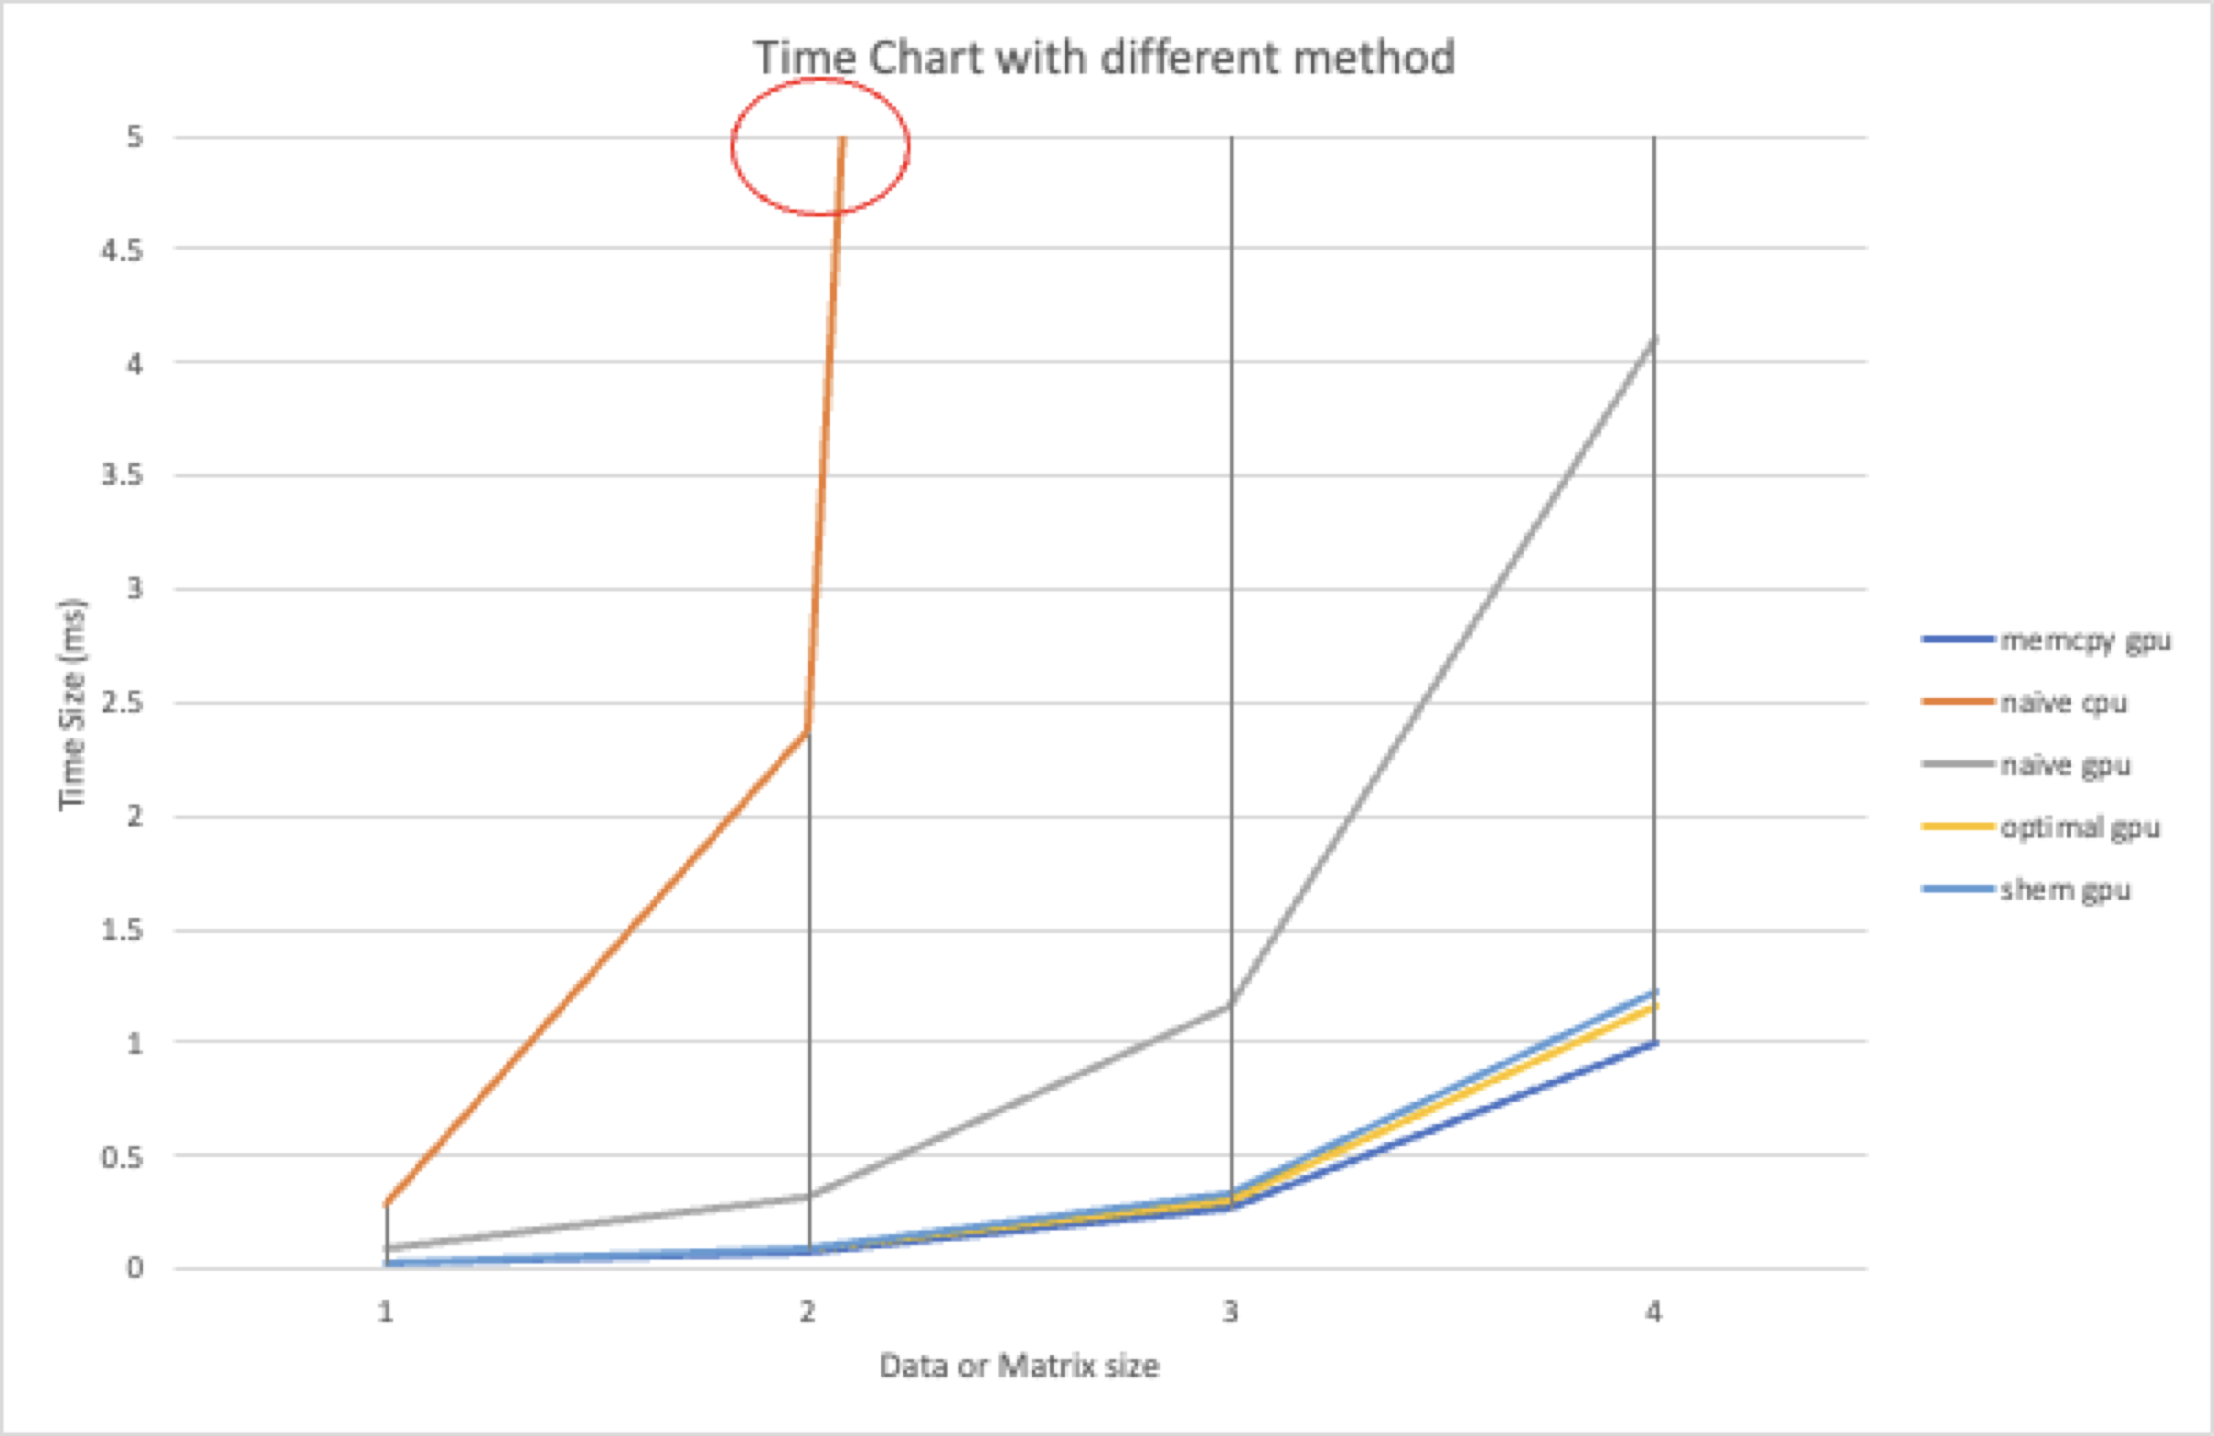 Time Chart with different method
5
4.5
4
3.5
3
2.5
2
1.5
1
0.5
0
Time Size (ms)
1 2 3 4
Data or Matrix size
memcpy gpu
naive cpu
naive gpu
optimal gpu
shem gpu